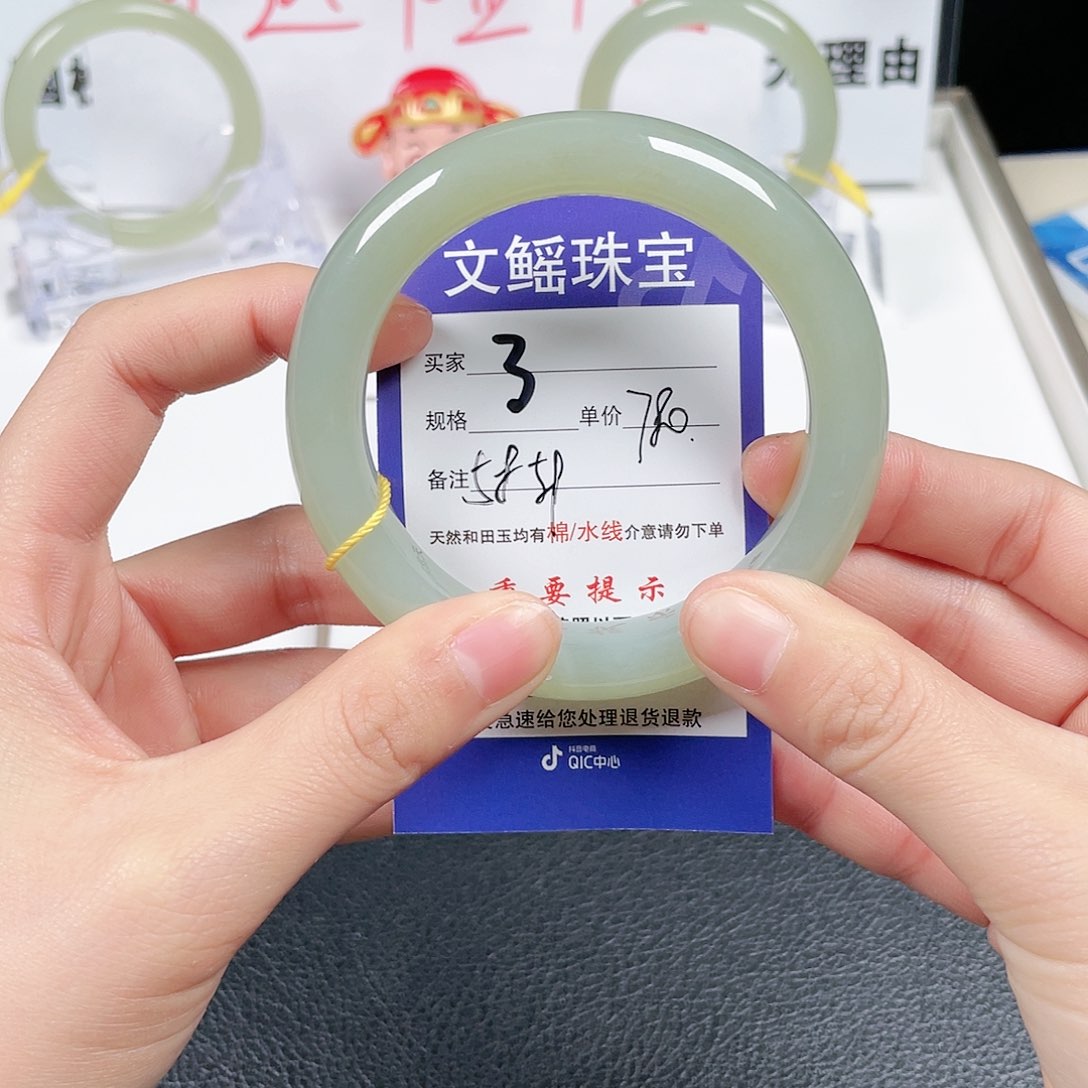 理由
文鳐珠宝
买家 3
规格 单价 780.
备注
天然和田玉均有棉/水线介意请勿下单
重要提示
急速给您处理退货退款
抖音电商
QIC中心